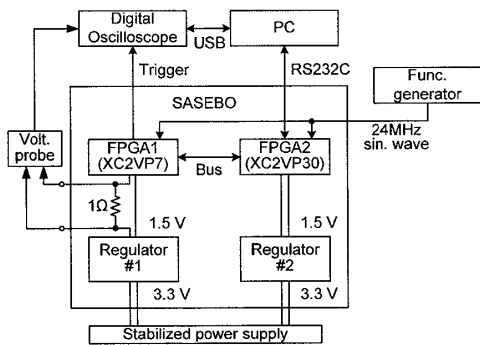 Digital
Oscilloscope
USB
PC
Trigger
RS232C
Func.
generator
SASEBO
24MHz
sin. wave
Volt.
probe
FPGA1
(XC2VP7)
Bus
FPGA2
(XC2VP30)
1Ω
1.5 V
1.5 V
Regulator
#1
Regulator
#2
3.3 V
3.3 V
Stabilized power supply